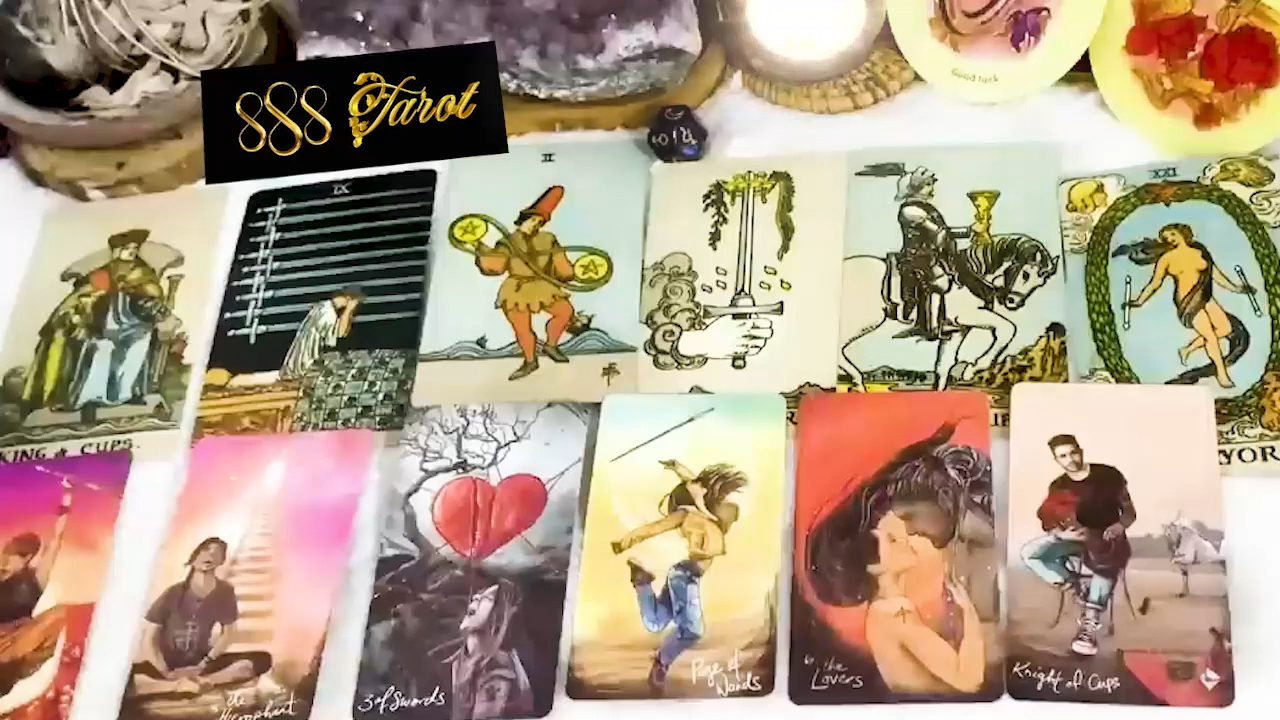 888 Tarot
Good luck
IX
II
XXI
KING of CUPS.
the
Hierophant
3 of Swords
Page of
Wands
the
Lovers
Knight of Cups